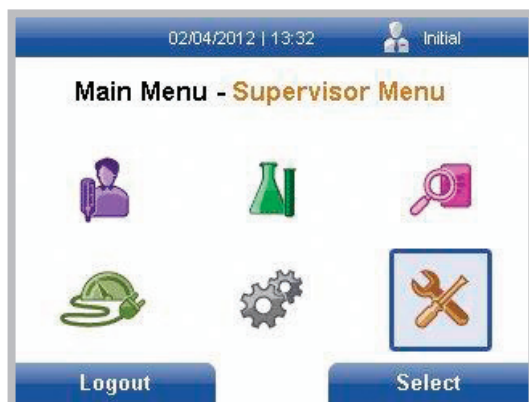 02/04/2012 | 13:32 Initial
Main Menu - Supervisor Menu
Logout Select